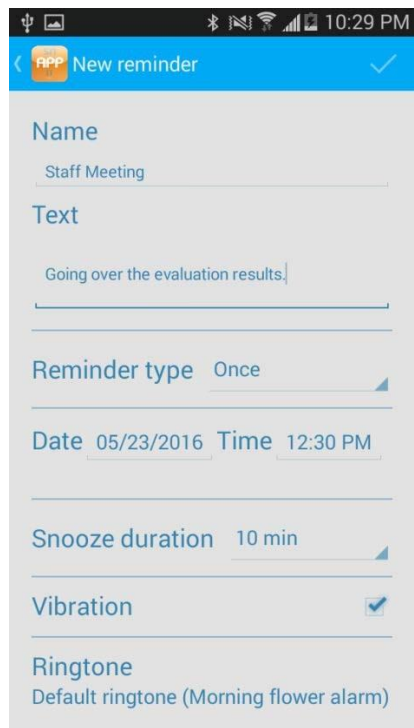 10:29 PM
APP New reminder
Name
Staff Meeting
Text
Going over the evaluation results.
Reminder type Once
Date 05/23/2016 Time 12:30 PM
Snooze duration 10 min
Vibration
Ringtone
Default ringtone (Morning flower alarm)